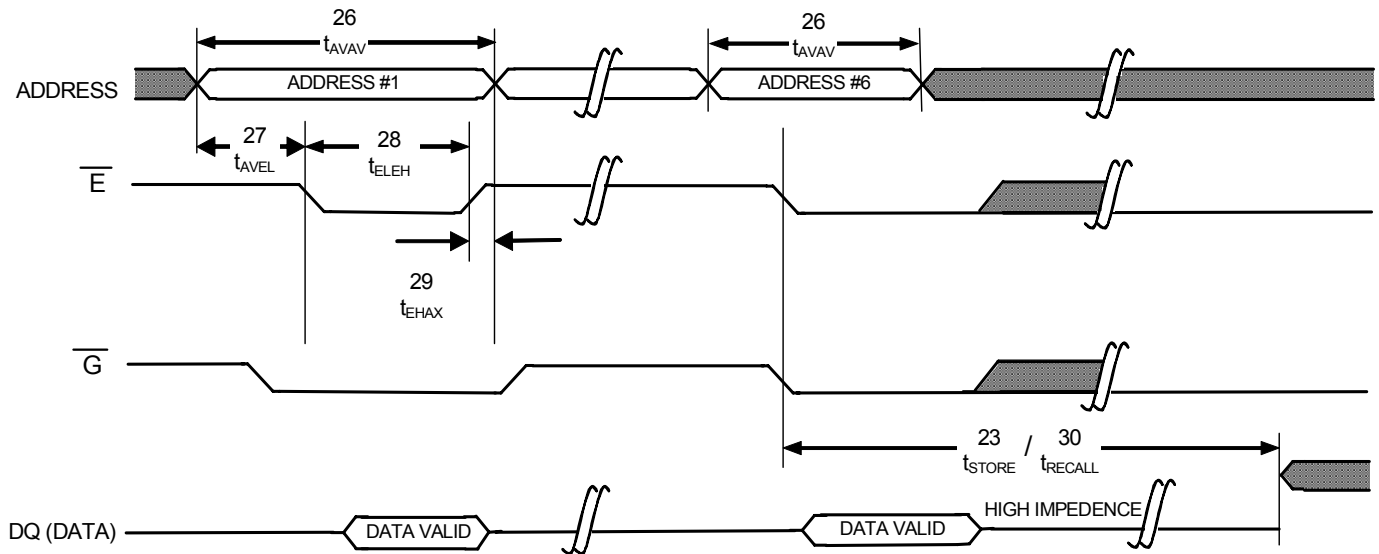 26
tAVAV
26
tAVAV
ADDRESS
ADDRESS #1
ADDRESS #6
27
tAVEL
28
tELEH
E
29
tEHAX
G
23 / 30
tSTORE tRECALL
HIGH IMPEDENCE
DQ (DATA)
DATA VALID
DATA VALID